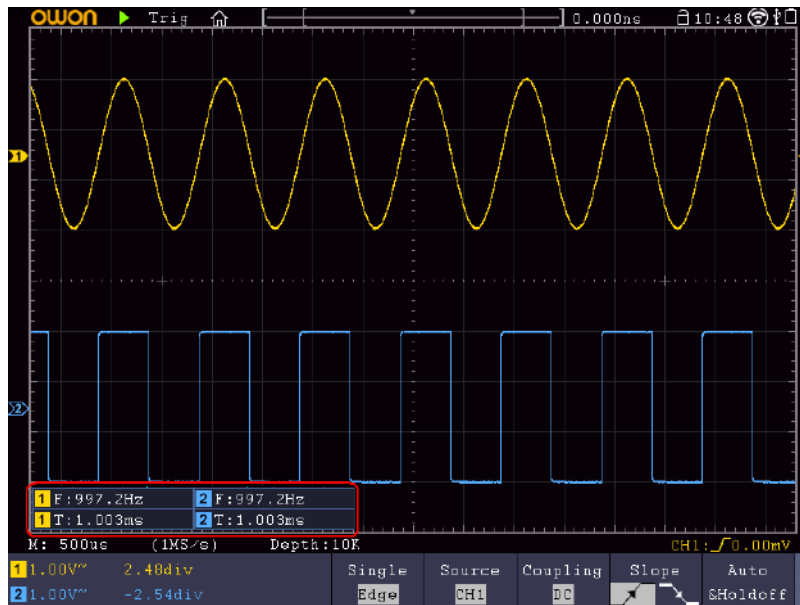 OWON Trig 0.000ns 10:48
1
2
1 F:997.2Hz 2 F:997.2Hz
1 T:1.003ms 2 T:1.003ms
M: 500us (1MS/s) Depth:10K CH1: 0.00mV
1 1.00V~ 2.48div Single Source Coupling Slope Auto
2 1.00V~ -2.54div Edge CH1 DC &Holdoff